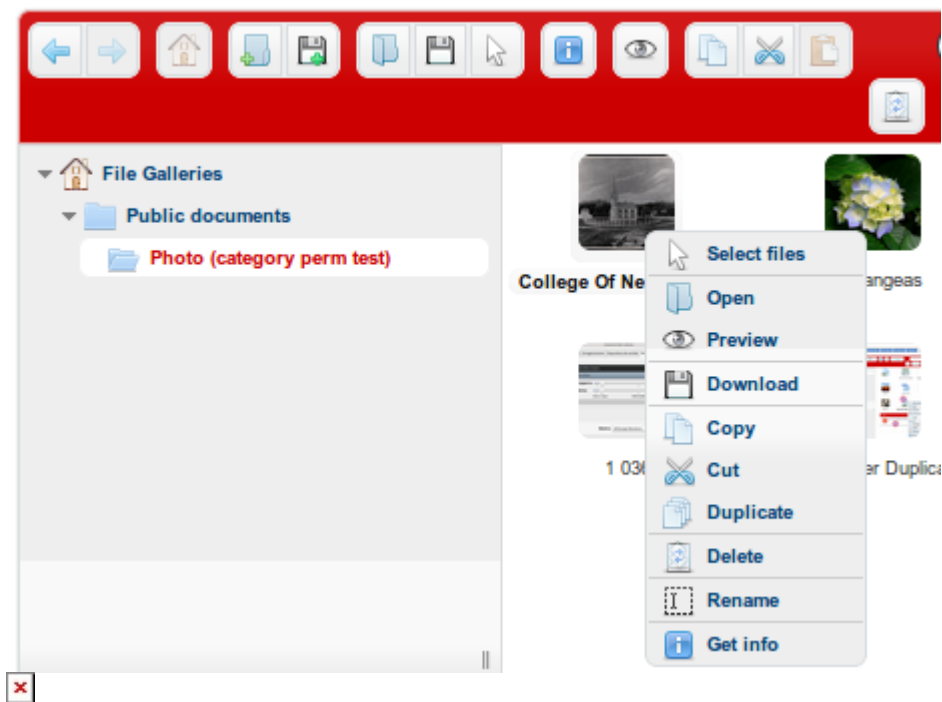 File Galleries
Public documents
Photo (category perm test)
College Of Ne
angeas
Select files
Open
Preview
Download
Copy
Cut
Duplicate
Delete
Rename
Get info
1 036
er Duplica